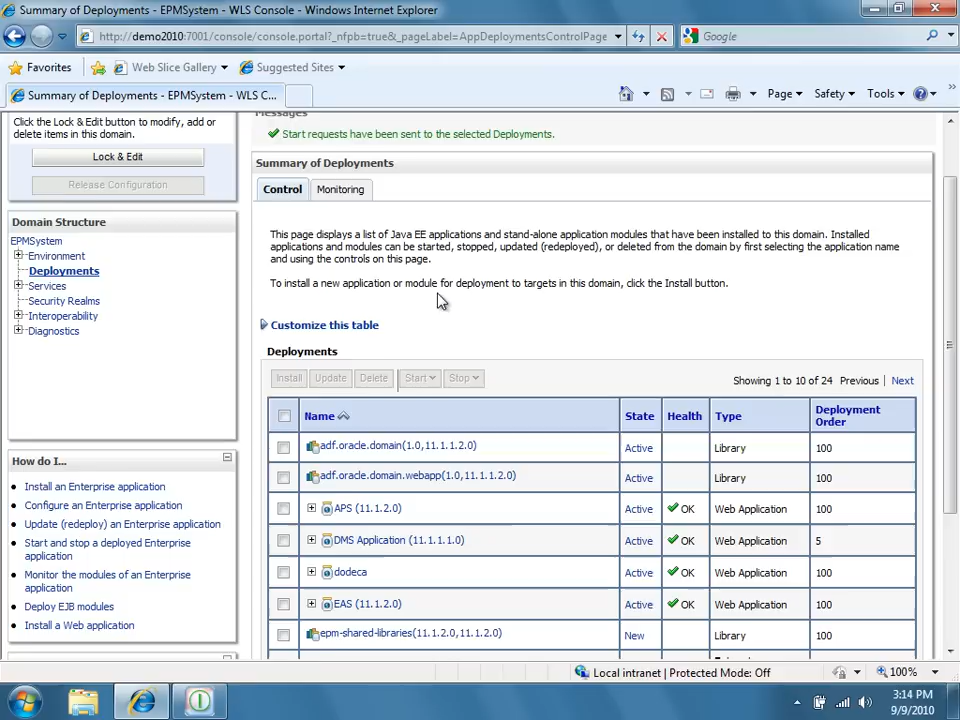 Summary of Deployments - EPMSystem - WLS Console - Windows Internet Explorer
http://demo2010:7001/console/console.portal?_nfpb=true&_pageLabel=AppDeploymentsControlPage
Google
Favorites
Web Slice Gallery
Suggested Sites
Summary of Deployments - EPMSystem - WLS C...
Page
Safety
Tools
Click the Lock & Edit button to modify, add or
delete items in this domain.
Lock & Edit
Release Configuration
Domain Structure
EPMSystem
Environment
Deployments
Services
Security Realms
Interoperability
Diagnostics
How do I...
Install an Enterprise application
Configure an Enterprise application
Update (redeploy) an Enterprise application
Start and stop a deployed Enterprise
application
Monitor the modules of an Enterprise
application
Deploy EJB modules
Install a Web application
Messages
Start requests have been sent to the selected Deployments.
Summary of Deployments
Control
Monitoring
This page displays a list of Java EE applications and stand-alone application modules that have been installed to this domain. Installed
applications and modules can be started, stopped, updated (redeployed), or deleted from the domain by first selecting the application name
and using the controls on this page.
To install a new application or module for deployment to targets in this domain, click the Install button.
Customize this table
Deployments
Install Update Delete Start Stop
Showing 1 to 10 of 24 Previous | Next
Name State Health Type Deployment Order
adf.oracle.domain(1.0,11.1.1.2.0) Active Library 100
adf.oracle.domain.webapp(1.0,11.1.1.2.0) Active Library 100
APS (11.1.2.0) Active OK Web Application 100
DMS Application (11.1.1.1.0) Active OK Web Application 5
dodeca Active OK Web Application 100
EAS (11.1.2.0) Active OK Web Application 100
epm-shared-libraries(11.1.2.0,11.1.2.0) New Library 100
Local intranet | Protected Mode: Off
100%
3:14 PM
9/9/2010